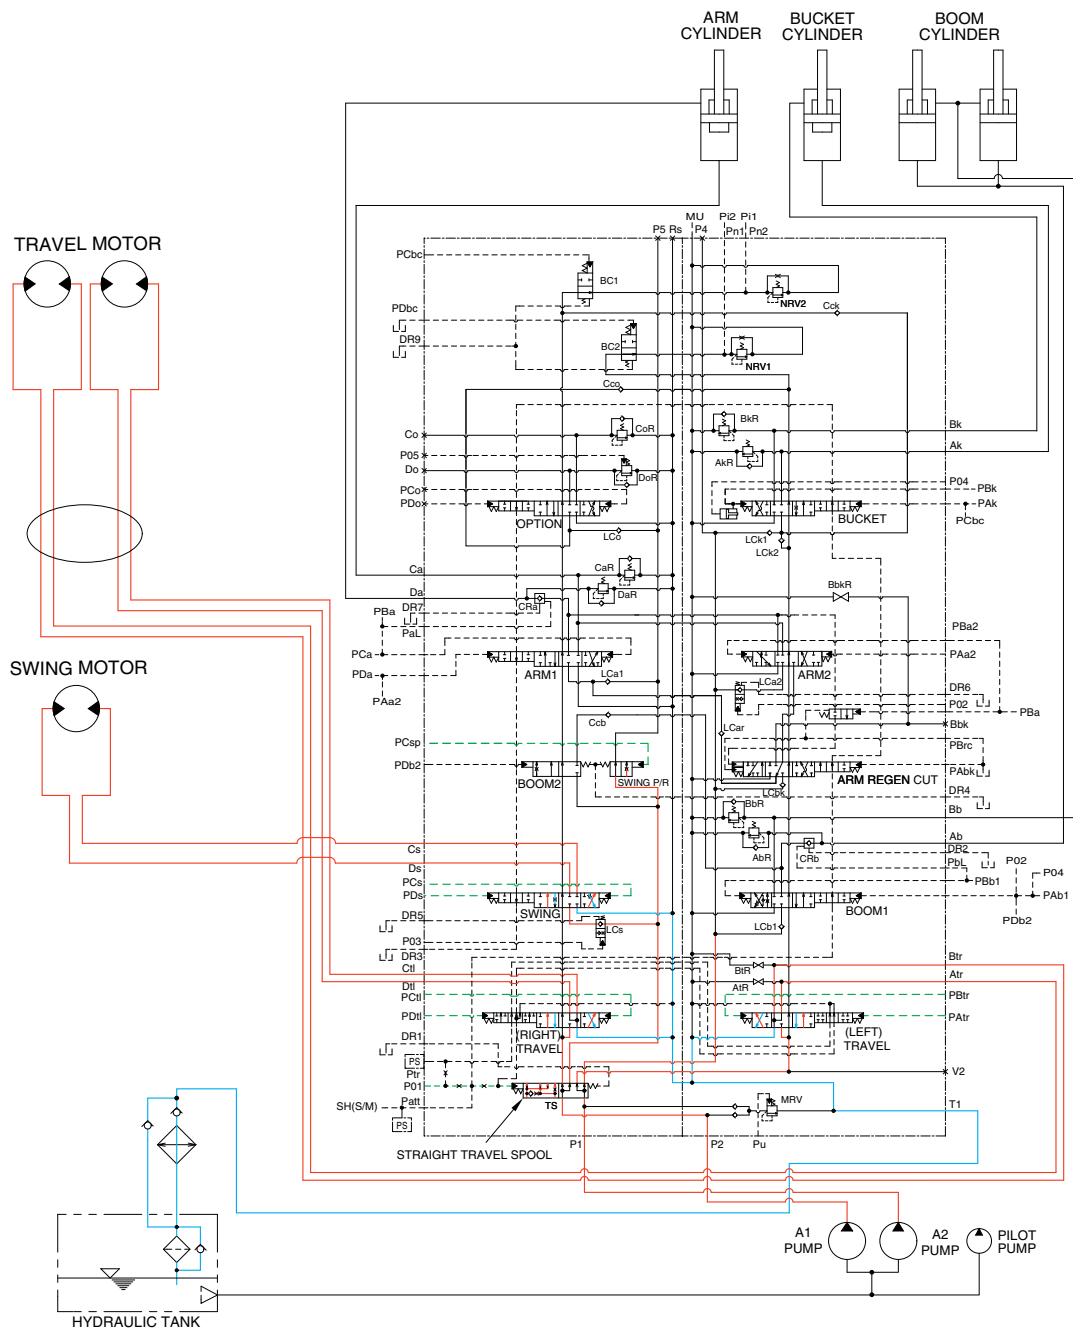 ARM
CYLINDER
BUCKET
CYLINDER
BOOM
CYLINDER
TRAVEL MOTOR
SWING MOTOR
P5
Rs
MU
P4
Pi2
Pi1
Pn1
Pn2
PCbc
BC1
NRV2
Cck
PDbc
DR9
BC2
NRV1
Cco
Co
CoR
BkR
Bk
Ak
P05
Do
DoR
AkR
P04
PCo
PBk
PDo
PAk
OPTION
BUCKET
PCbc
LCo
LCk1
LCk2
Ca
CaR
Da
DaR
BbkR
CRa
PBa
DR7
PaL
PBa2
PCa
PAa2
PDa
ARM1
LCa1
LCa2
ARM2
PAa2
DR6
P02
PBa
Ccb
LCar
Bbk
PCsp
PBrc
PDb2
PAbk
BOOM2
SWING P/R
ARM REGEN CUT
LCbk
DR4
BbR
Bb
AbR
Ab
CRb
DR2
Cs
PbL
P02
Ds
P04
PCs
PBb1
PDs
PAb1
SWING
BOOM1
DR5
LCs
PDb2
P03
LCb1
DR3
Btr
Ctl
BtR
Atr
Dtl
AtR
PCtl
PBtr
PDtl
PAtr
(RIGHT)
TRAVEL
(LEFT)
TRAVEL
DR1
PS
Ptr
V2
P01
TS
MRV
SH(S/M)
Patt
T1
PS
P1
P2
Pu
STRAIGHT TRAVEL SPOOL
A1
PUMP
A2
PUMP
PILOT
PUMP
HYDRAULIC TANK